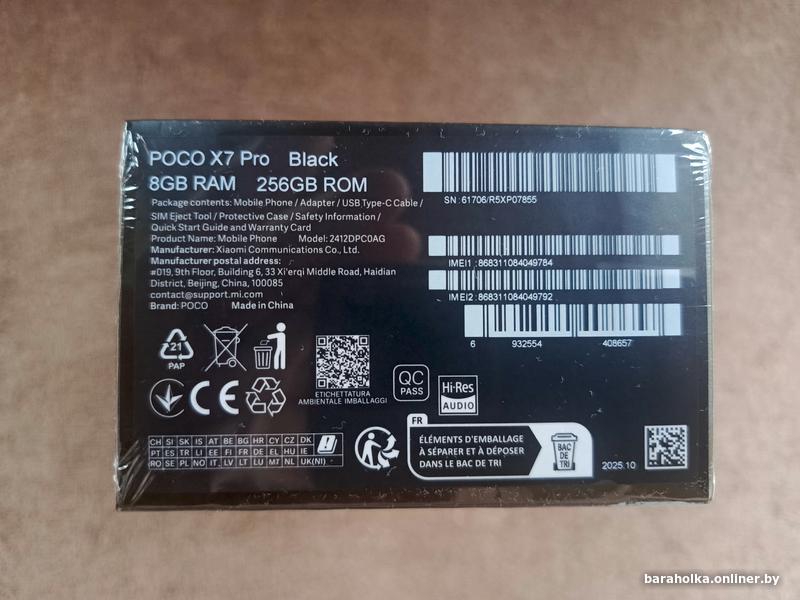 POCO X7 Pro Black
8GB RAM 256GB ROM
Package contents: Mobile Phone / Adapter / USB Type-C Cable /
SIM Eject Tool / Protective Case / Safety Information /
Quick Start Guide and Warranty Card
Product Name: Mobile Phone Model: 2412DPC0AG
Manufacturer: Xiaomi Communications Co., Ltd.
Manufacturer postal address:
#019, 9th Floor, Building 6, 33 Xi'erqi Middle Road, Haidian
District, Beijing, China, 100085
contact@support.mi.com
Brand: POCO Made in China
SN: 61706/R5XP07855
IMEI1: 868311084049784
IMEI2: 868311084049792
6 932554 408657
21
PAP
ETICHETTATURA
AMBIENTALE IMBALLAGGI
QC
PASS
Hi-Res
AUDIO
CE
CH SI SK IS AT BE BG HR CY CZ DK
PT ES TR LI EE FI DE EL HU IE
RO SE PL NO IT LV LT LU MT NL UK(NI)
FR
ÉLÉMENTS D'EMBALLAGE
À SÉPARER ET À DÉPOSER
DANS LE BAC DE TRI
BAC
DE
TRI
2025.10
baraholka.onliner.by